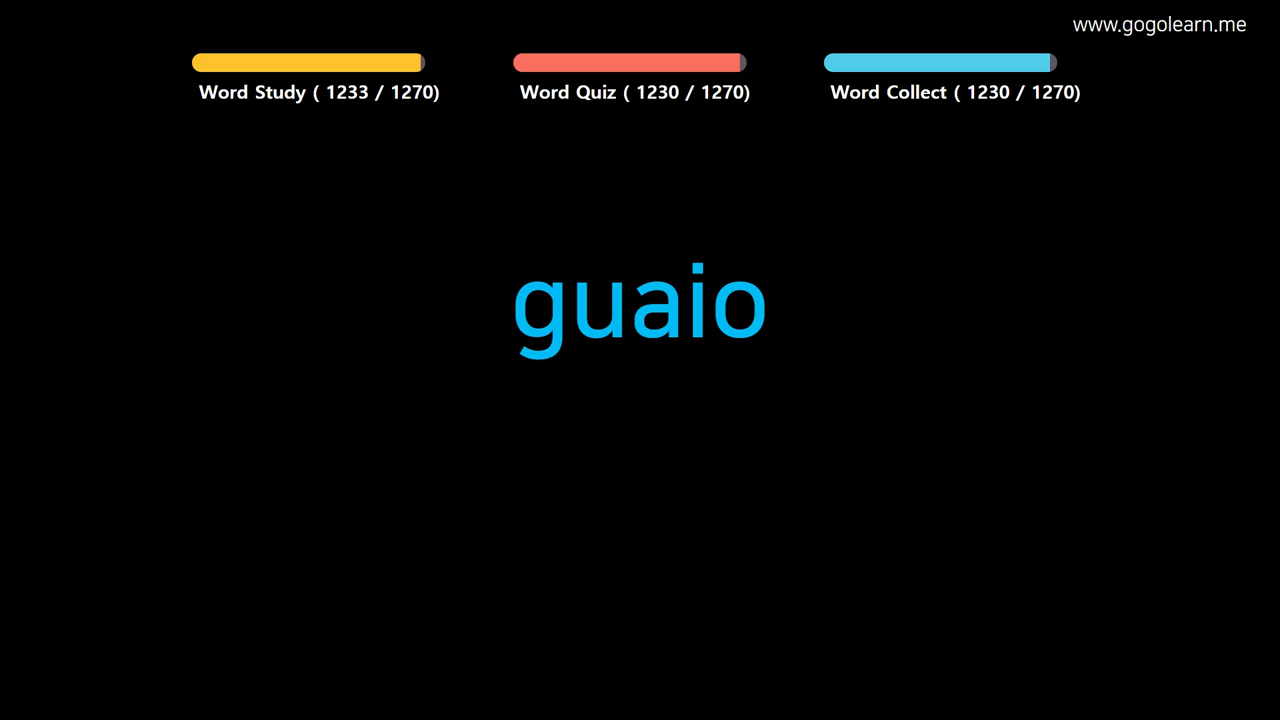 www.gogolearn.me
Word Study ( 1233 / 1270)
Word Quiz ( 1230 / 1270)
Word Collect ( 1230 / 1270)
guaio